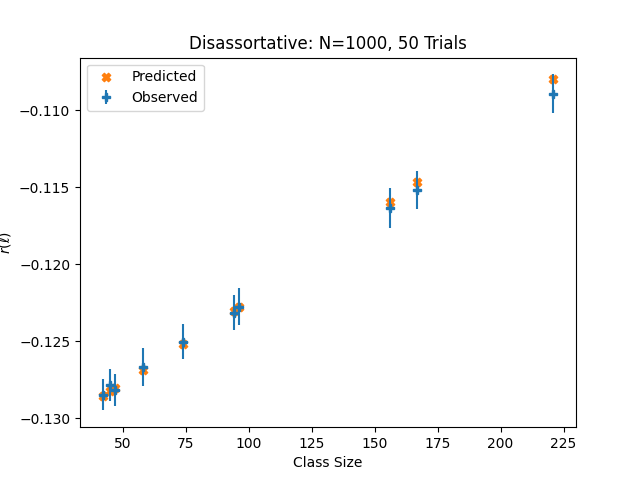 Disassortative: N=1000, 50 Trials
Predicted
Observed
−0.110
−0.115
−0.120
−0.125
−0.130
r(ℓ)
50
75
100
125
150
175
200
225
Class Size